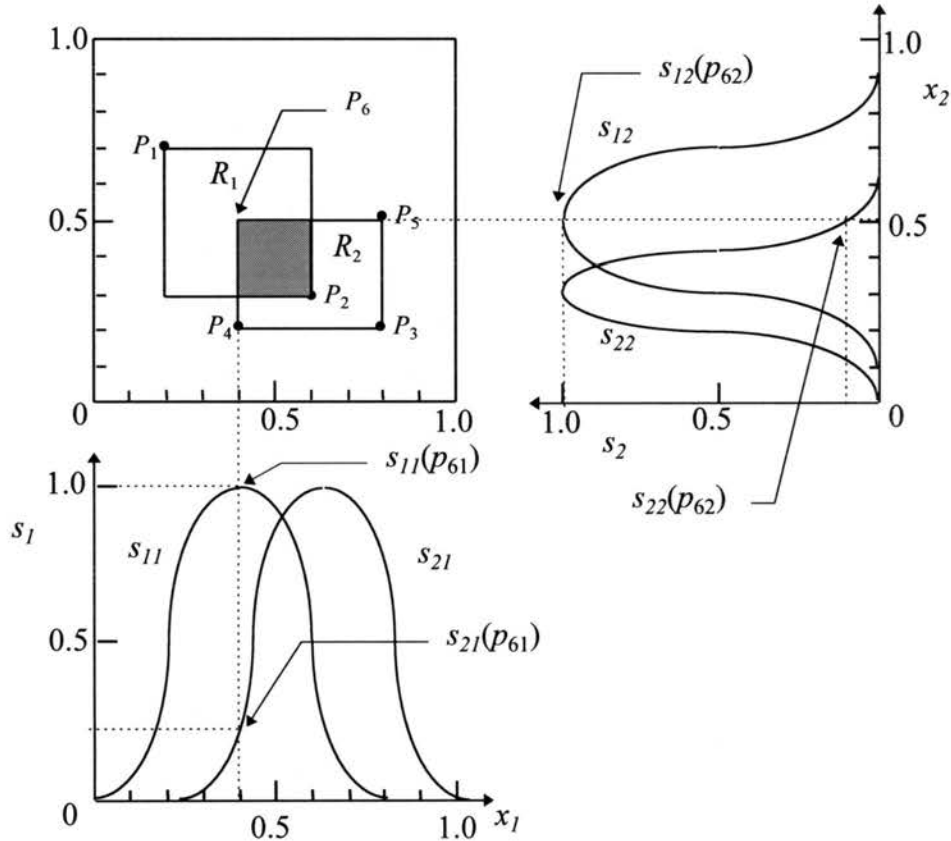 1.0
P₆
P₁
R₁
0.5
P₅
R₂
P₂
P₄
P₃
0
0.5
1.0
s₁₂(p₆₂)
1.0
x₂
s₁₂
0.5
s₂₂
1.0
0.5
0
s₂
s₂₂(p₆₂)
s₁₁(p₆₁)
1.0
s₁
s₁₁
s₂₁
0.5
s₂₁(p₆₁)
0
0.5
1.0
x₁